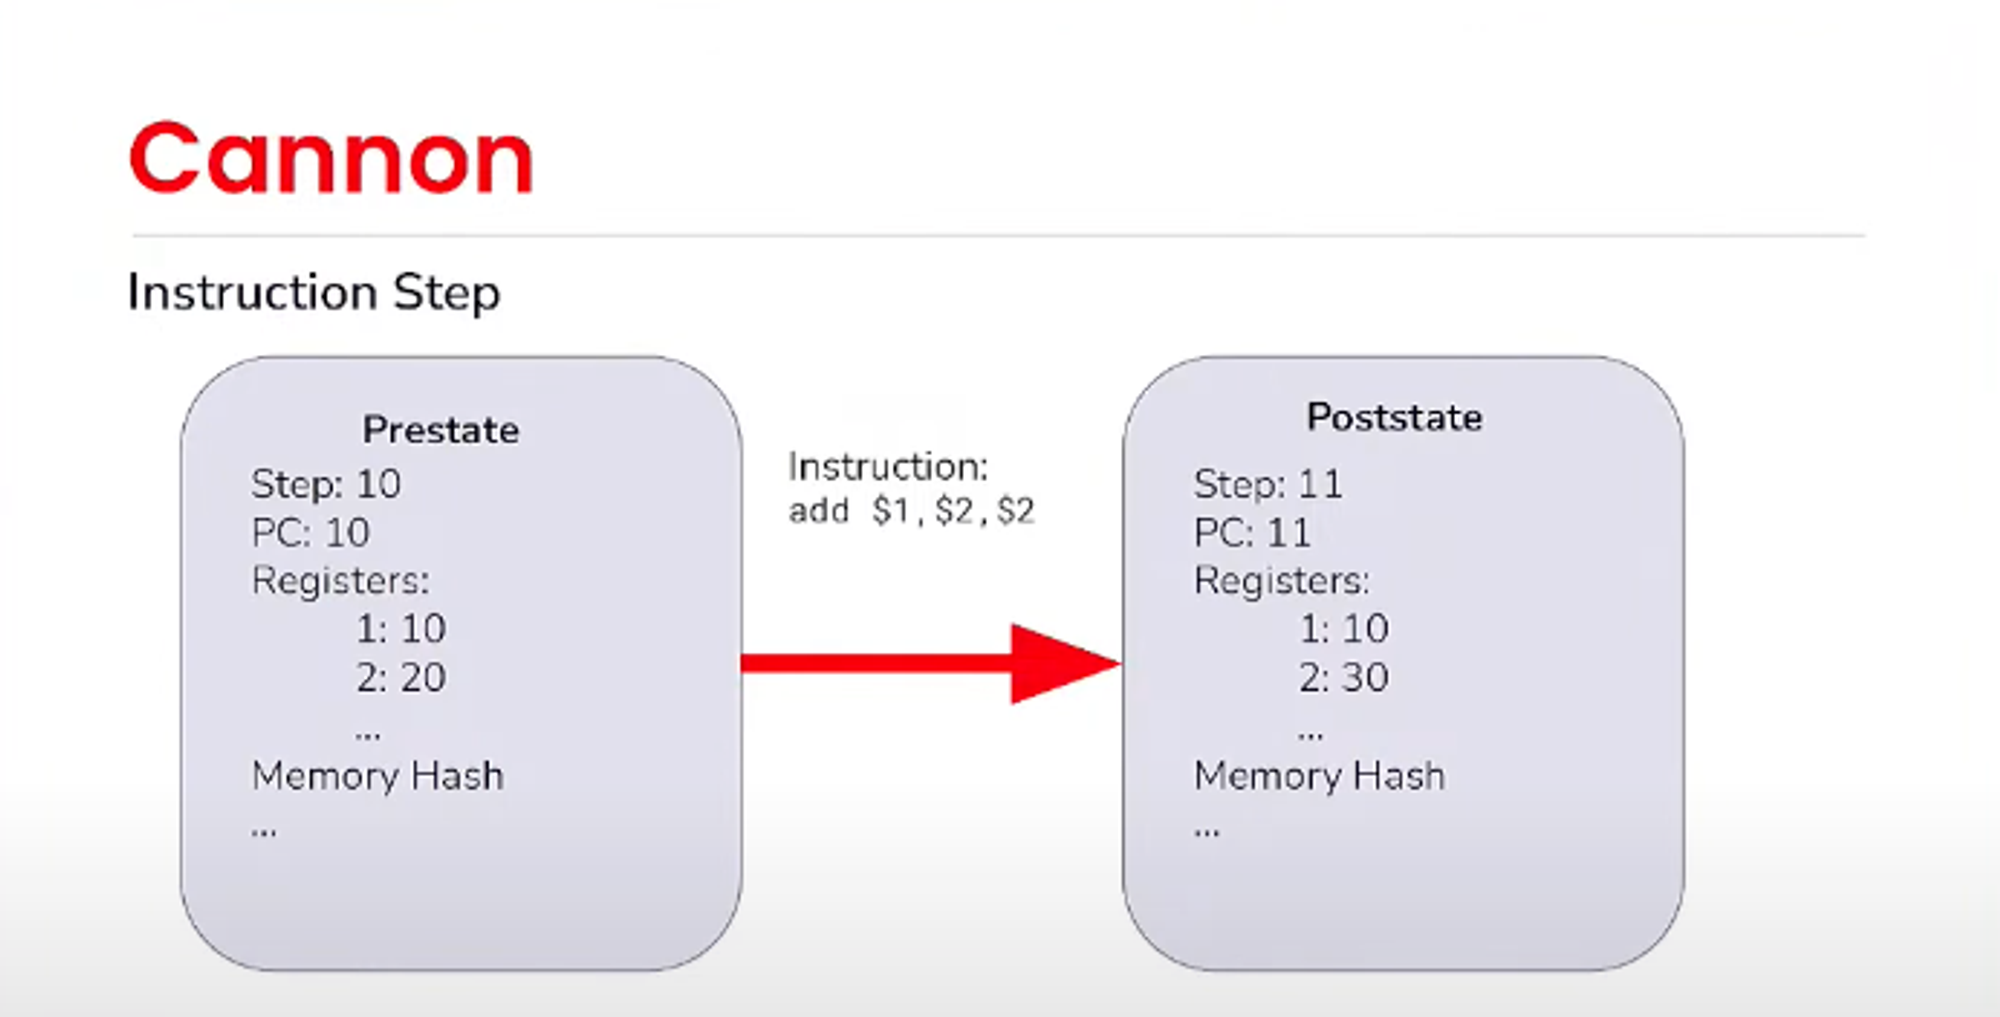 Cannon
Instruction Step
Prestate
Step: 10
PC: 10
Registers:
1: 10
2: 20
...
Memory Hash
...
Instruction:
add $1,$2,$2
Poststate
Step: 11
PC: 11
Registers:
1: 10
2: 30
...
Memory Hash
...